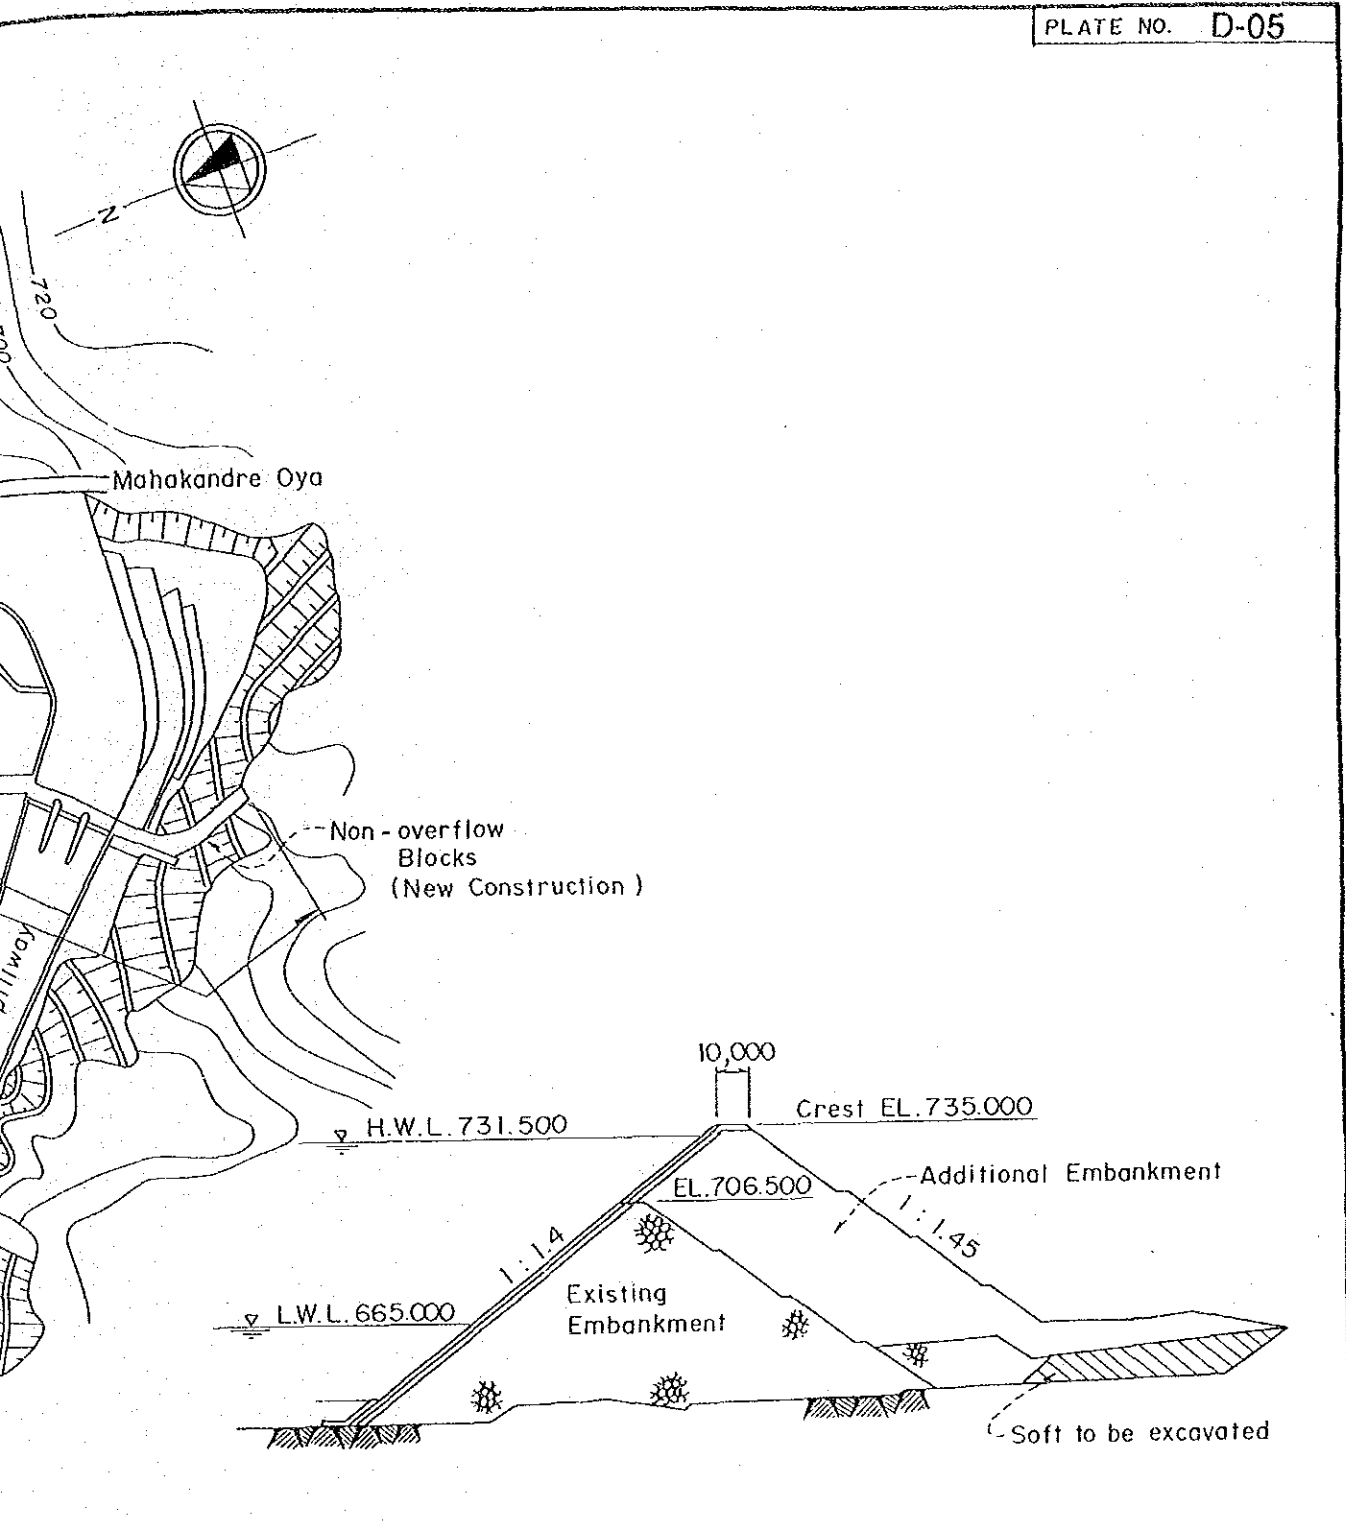 PLATE NO. D-05
N
720
700
Mahakandre Oya
Non-overflow
Blocks
(New Construction)
pillway
10,000
Crest EL.735.000
H.W.L.731.500
EL.706.500
Additional Embankment
1:1.45
1:1.4
Existing
Embankment
L.W.L.665.000
Soft to be excavated